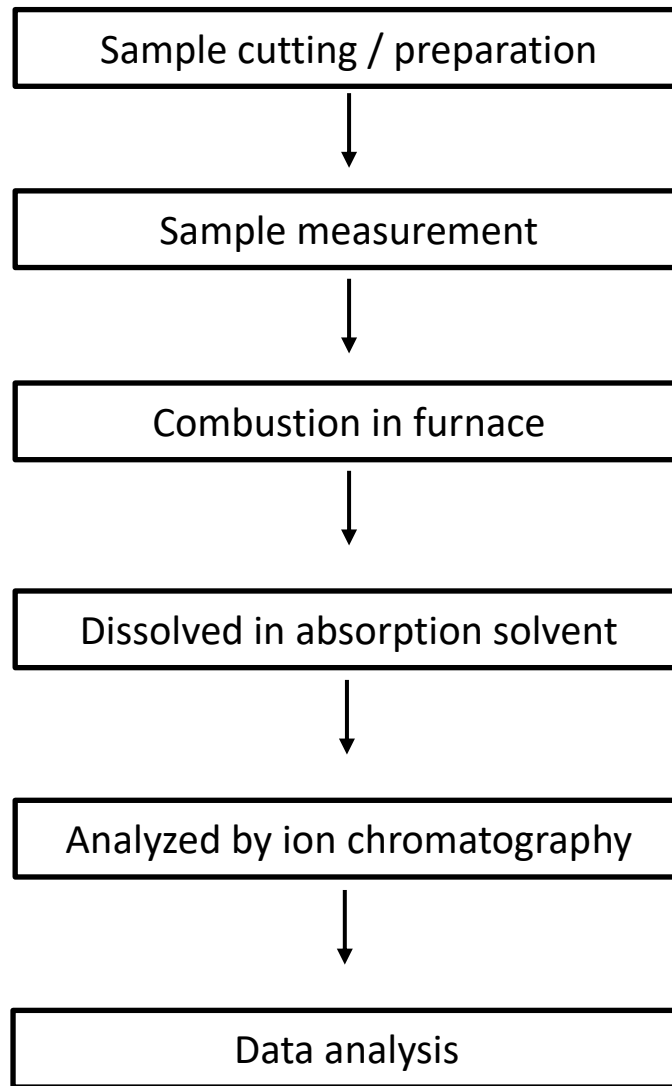 Sample cutting / preparation
Sample measurement
Combustion in furnace
Dissolved in absorption solvent
Analyzed by ion chromatography
Data analysis